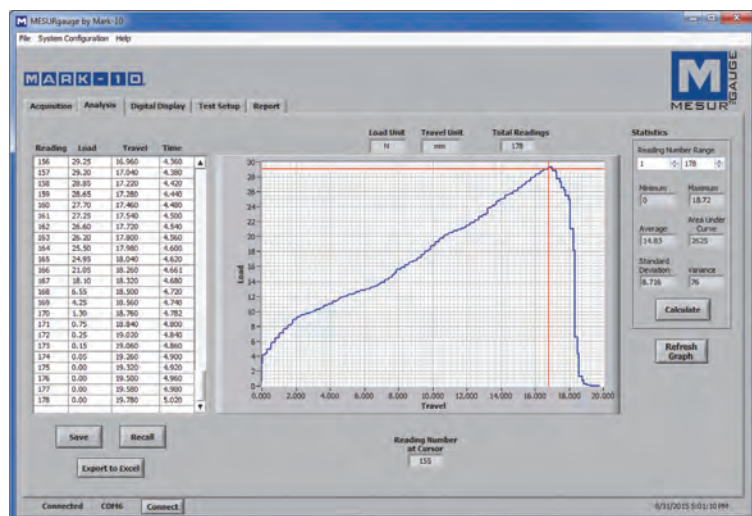 MESURgauge by Mark-10
File System Configuration Help
MARK-10
M
MESUR
GAUGE
Acquisition Analysis Digital Display Test Setup Report
Load Unit Travel Unit Total Readings
N mm 178
Reading Load Travel Time
156 29.25 16.960 4.360
157 29.20 17.040 4.380
158 28.85 17.220 4.420
159 28.65 17.280 4.440
160 27.70 17.460 4.480
161 27.25 17.540 4.500
162 26.60 17.720 4.540
163 26.20 17.800 4.560
164 25.50 17.980 4.600
165 24.95 18.040 4.620
166 21.05 18.260 4.661
167 18.10 18.320 4.680
168 6.55 18.500 4.720
169 4.25 18.560 4.740
170 1.30 18.760 4.782
171 0.75 18.840 4.800
172 0.25 19.020 4.840
173 0.15 19.060 4.860
174 0.05 19.260 4.900
175 0.00 19.320 4.920
176 0.00 19.500 4.960
177 0.00 19.580 4.980
178 0.00 19.780 5.020
Load
30
28
26
24
22
20
18
16
14
12
10
8
6
4
2
0
0.000 2.000 4.000 6.000 8.000 10.000 12.000 14.000 16.000 18.000 20.000
Travel
Statistics
Reading Number Range
1 178
Minimum Maximum
0 18.72
Average Area Under Curve
14.83 2625
Standard Deviation Variance
8.716 76
Calculate
Refresh Graph
Save Recall
Export to Excel
Reading Number
at Cursor
155
Connected COM6 Connect
8/31/2015 5:01:10 PM